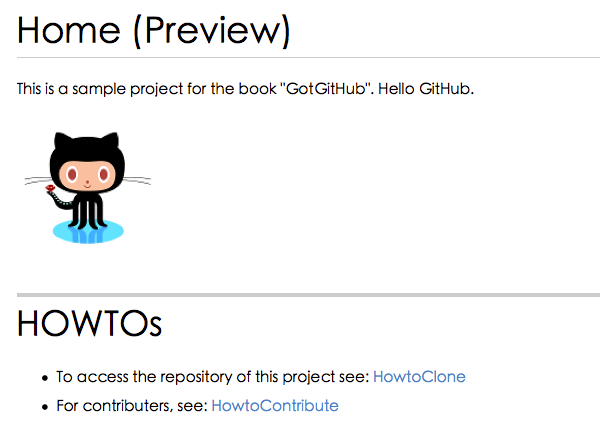 Home (Preview)
This is a sample project for the book "GotGitHub". Hello GitHub.
HOWTOs
• To access the repository of this project see: HowtoClone
• For contributers, see: HowtoContribute